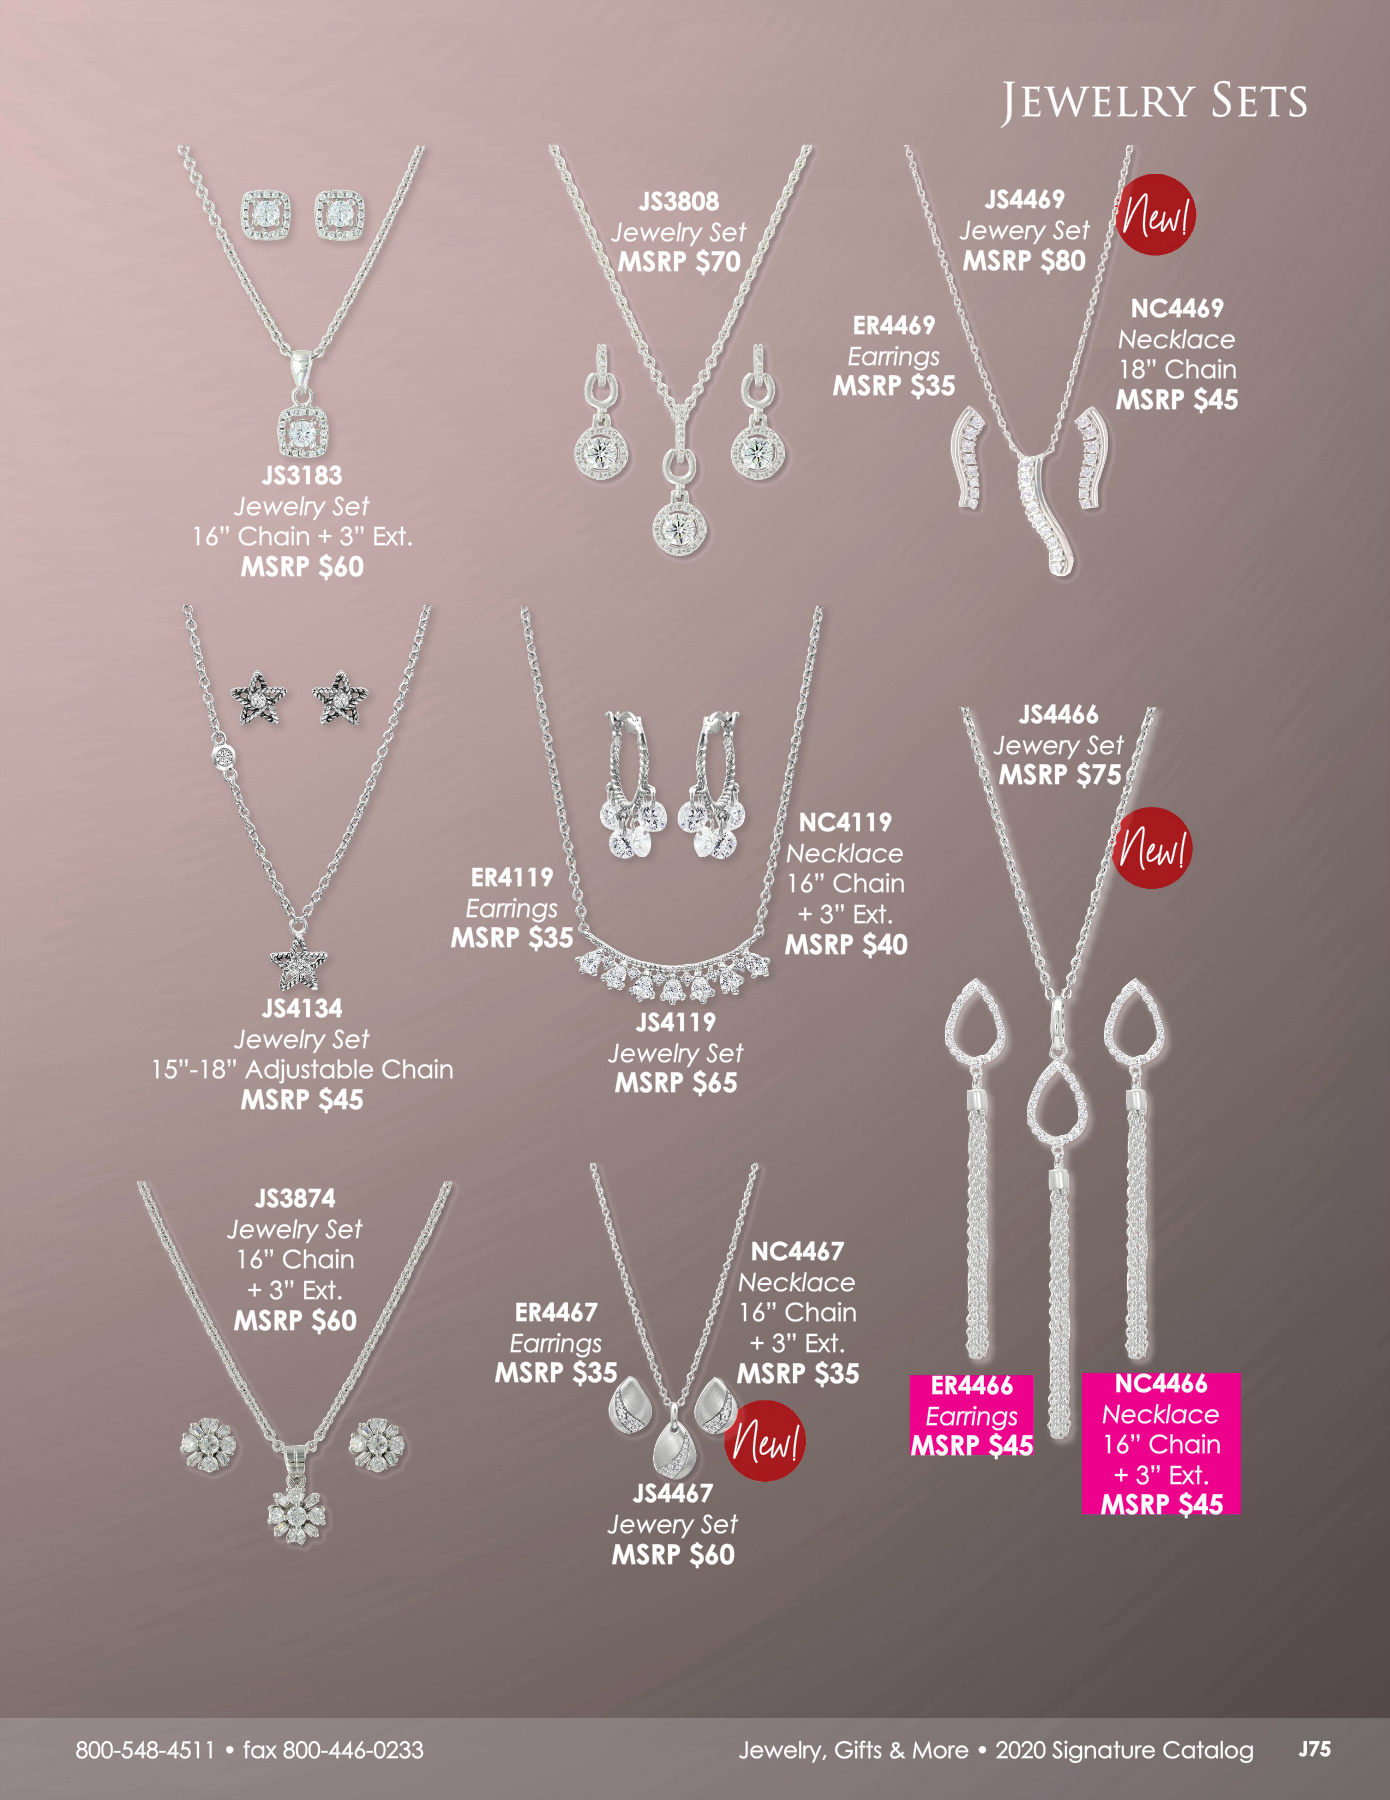 Jewelry Sets
JS3183
Jewelry Set
16” Chain + 3” Ext.
MSRP $60
JS3808
Jewelry Set
MSRP $70
JS4469
Jewery Set
MSRP $80
New!
ER4469
Earrings
MSRP $35
NC4469
Necklace
18” Chain
MSRP $45
JS4134
Jewelry Set
15”-18” Adjustable Chain
MSRP $45
ER4119
Earrings
MSRP $35
NC4119
Necklace
16” Chain
+ 3” Ext.
MSRP $40
JS4119
Jewelry Set
MSRP $65
JS4466
Jewery Set
MSRP $75
New!
ER4466
Earrings
MSRP $45
NC4466
Necklace
16” Chain
+ 3” Ext.
MSRP $45
JS3874
Jewelry Set
16” Chain
+ 3” Ext.
MSRP $60
ER4467
Earrings
MSRP $35
NC4467
Necklace
16” Chain
+ 3” Ext.
MSRP $35
New!
JS4467
Jewery Set
MSRP $60
800-548-4511 • fax 800-446-0233
Jewelry, Gifts & More • 2020 Signature Catalog J75